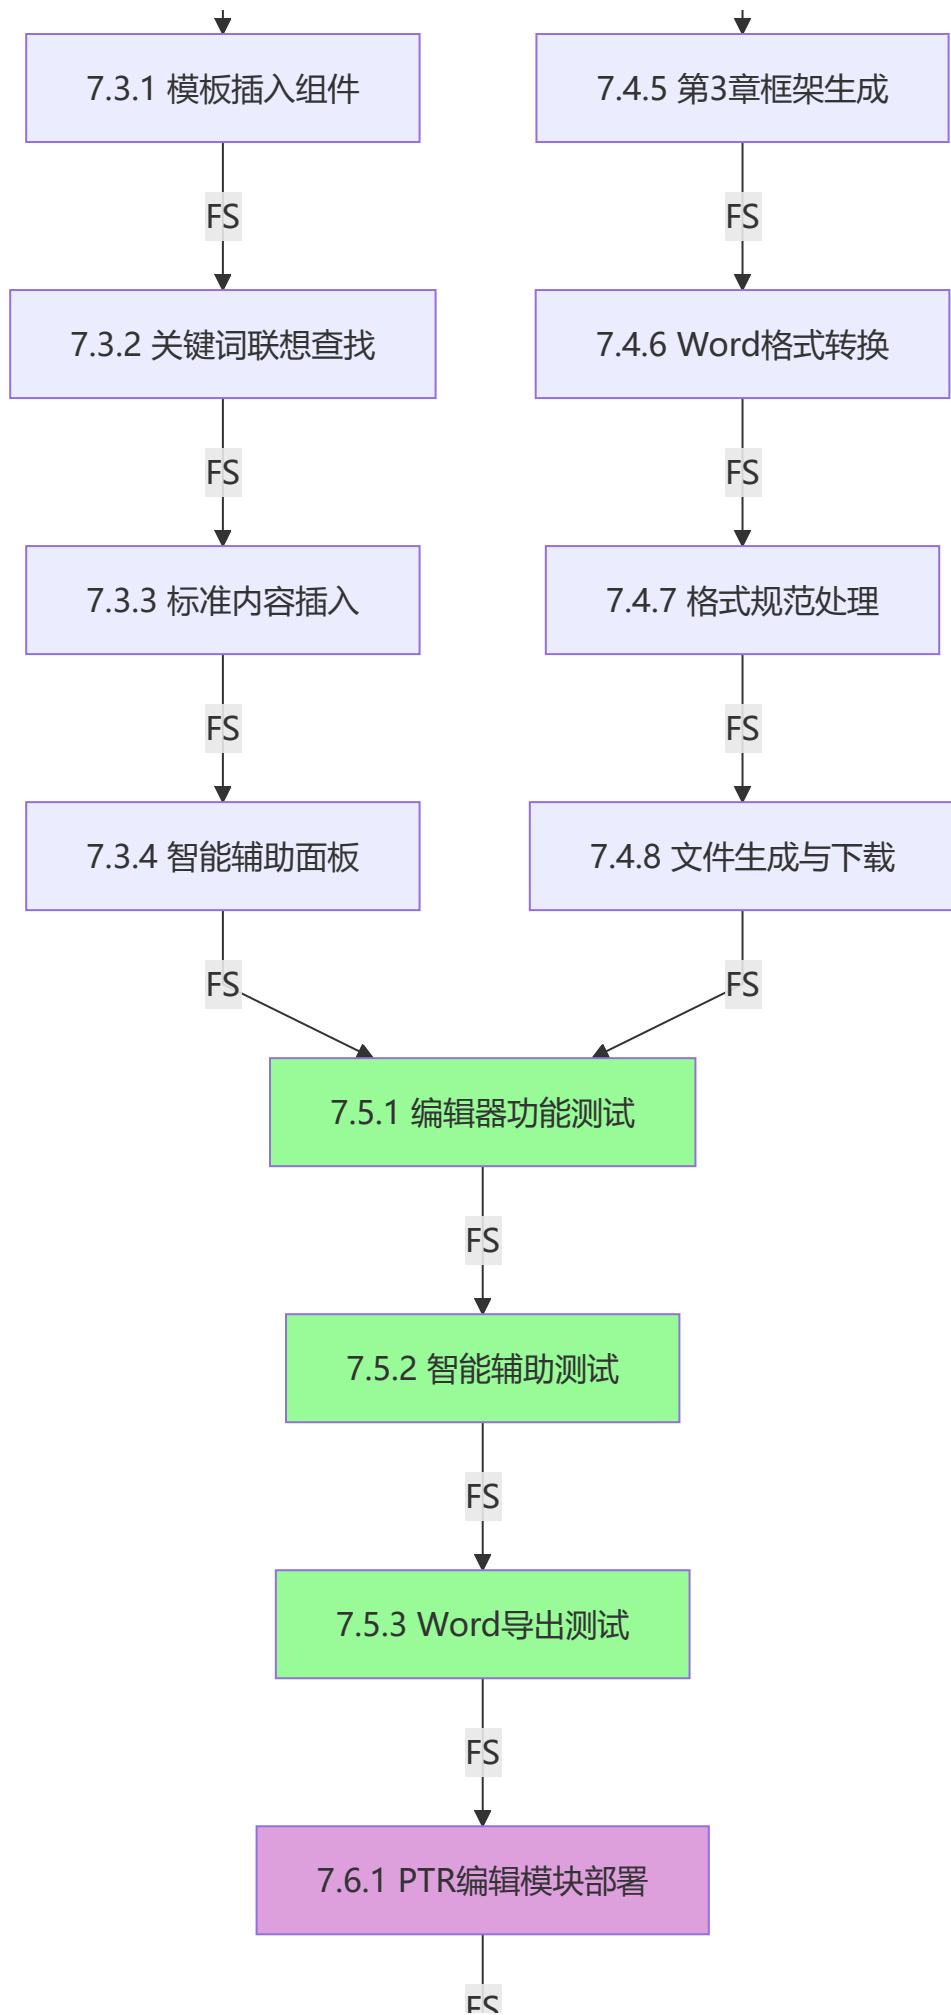 7.3.1 模板插入组件
7.4.5 第3章框架生成
FS
FS
7.3.2 关键词联想查找
7.4.6 Word格式转换
FS
FS
7.3.3 标准内容插入
7.4.7 格式规范处理
FS
FS
7.3.4 智能辅助面板
7.4.8 文件生成与下载
FS
FS
7.5.1 编辑器功能测试
FS
7.5.2 智能辅助测试
FS
7.5.3 Word导出测试
FS
7.6.1 PTR编辑模块部署
FS